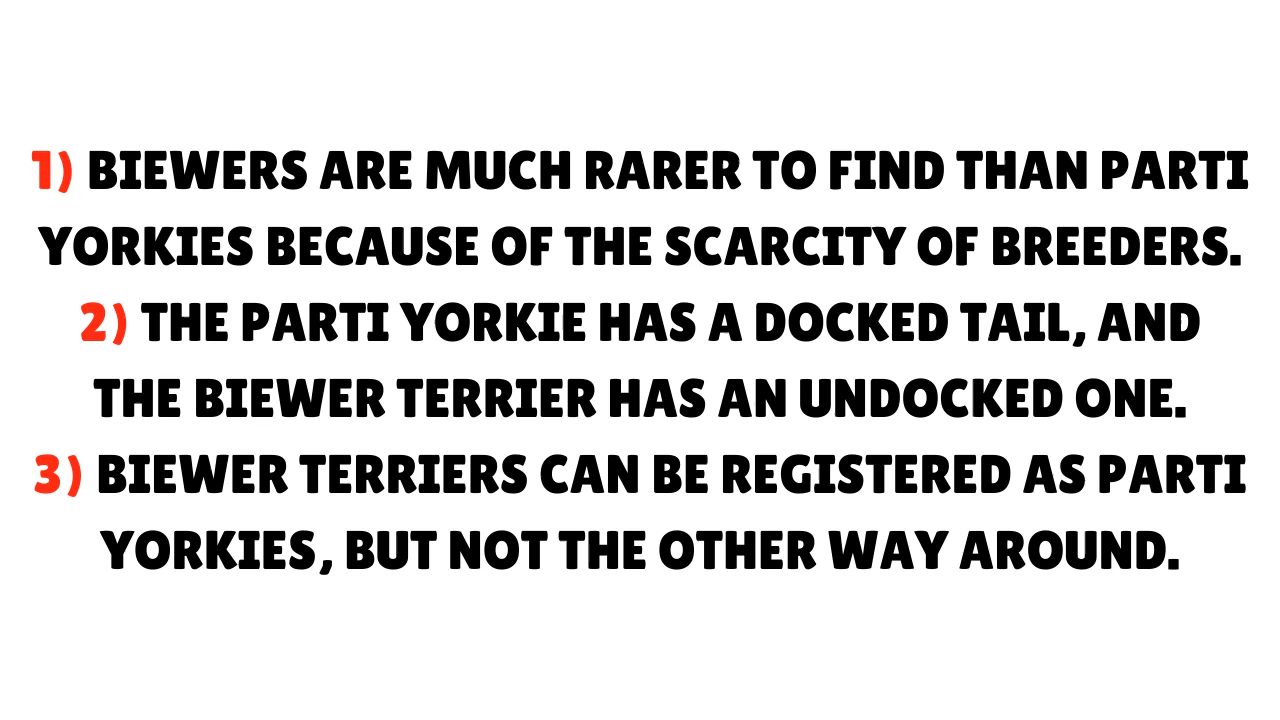 1) BIEWERS ARE MUCH RARER TO FIND THAN PARTI
YORKIES BECAUSE OF THE SCARCITY OF BREEDERS.
2) THE PARTI YORKIE HAS A DOCKED TAIL, AND
THE BIEWER TERRIER HAS AN UNDOCKED ONE.
3) BIEWER TERRIERS CAN BE REGISTERED AS PARTI
YORKIES, BUT NOT THE OTHER WAY AROUND.